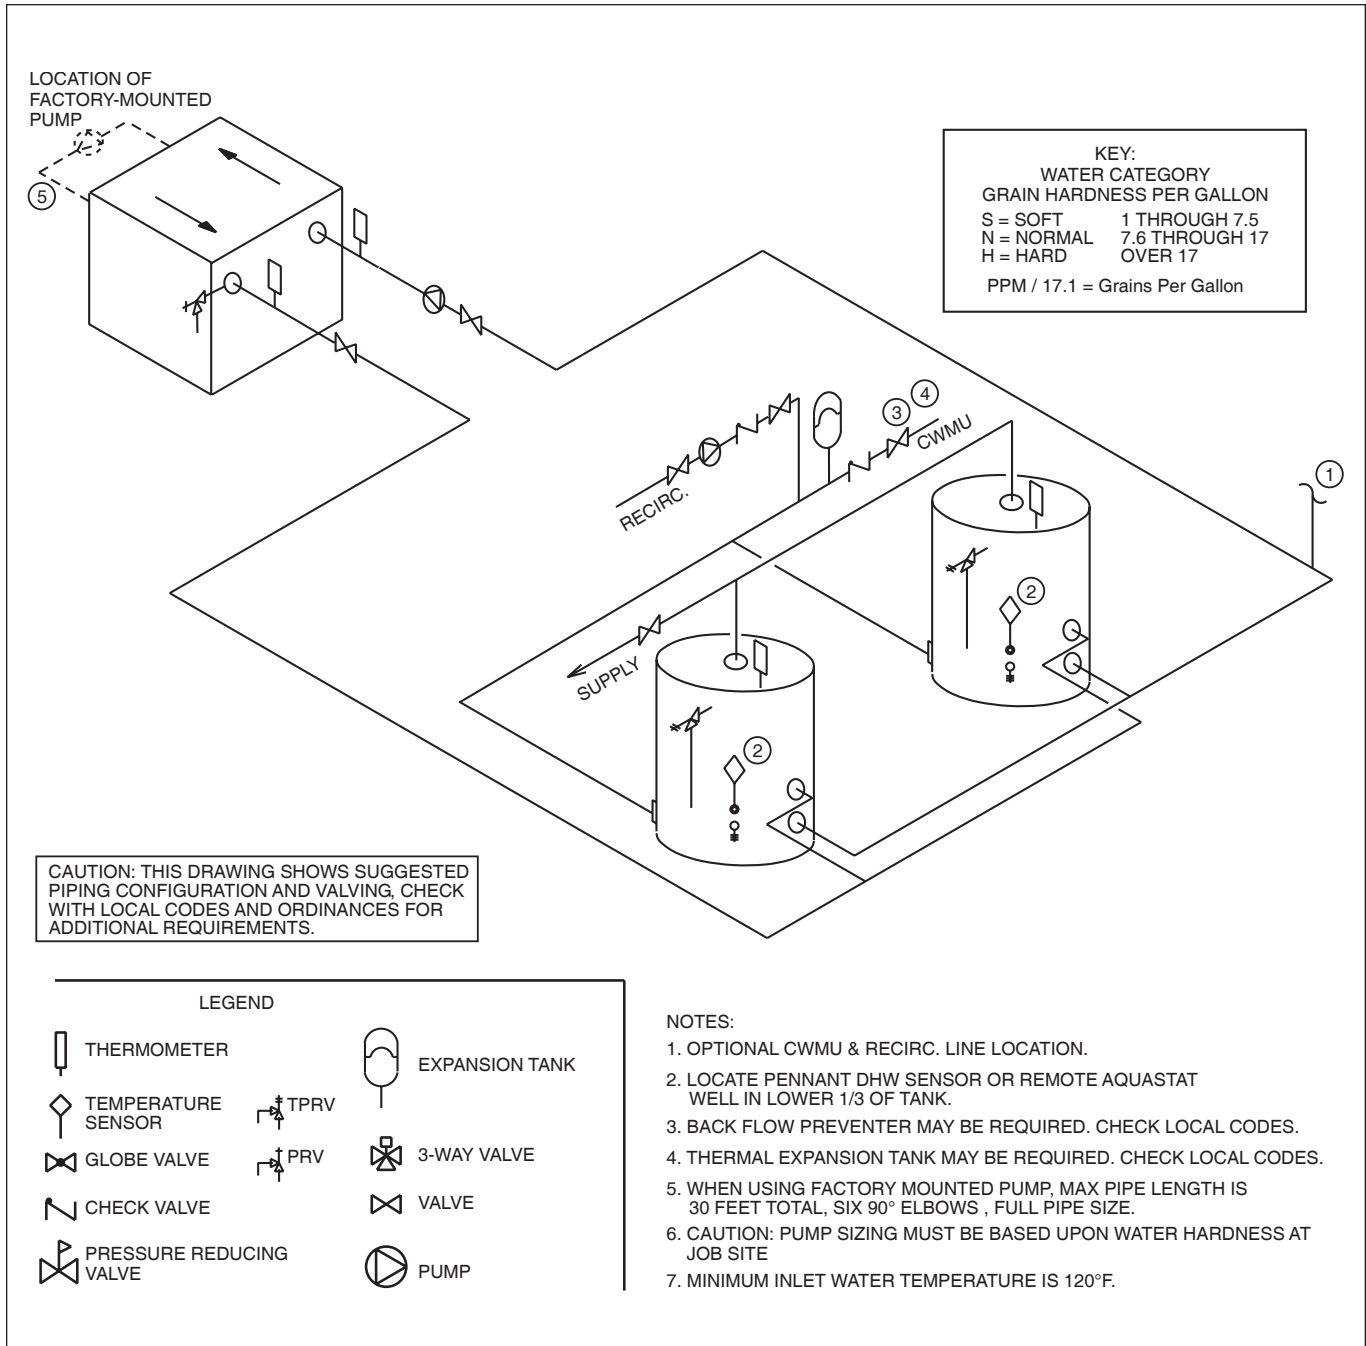 LOCATION OF
FACTORY-MOUNTED
PUMP
5
KEY:
WATER CATEGORY
GRAIN HARDNESS PER GALLON
S = SOFT 1 THROUGH 7.5
N = NORMAL 7.6 THROUGH 17
H = HARD OVER 17
PPM / 17.1 = Grains Per Gallon
4
3
CWMU
RECIRC.
1
2
SUPPLY
2
CAUTION: THIS DRAWING SHOWS SUGGESTED
PIPING CONFIGURATION AND VALVING, CHECK
WITH LOCAL CODES AND ORDINANCES FOR
ADDITIONAL REQUIREMENTS.
LEGEND
THERMOMETER
EXPANSION TANK
TEMPERATURE
SENSOR
TPRV
GLOBE VALVE
PRV
3-WAY VALVE
CHECK VALVE
VALVE
PRESSURE REDUCING
VALVE
PUMP
NOTES:
1. OPTIONAL CWMU & RECIRC. LINE LOCATION.
2. LOCATE PENNANT DHW SENSOR OR REMOTE AQUASTAT
WELL IN LOWER 1/3 OF TANK.
3. BACK FLOW PREVENTER MAY BE REQUIRED. CHECK LOCAL CODES.
4. THERMAL EXPANSION TANK MAY BE REQUIRED. CHECK LOCAL CODES.
5. WHEN USING FACTORY MOUNTED PUMP, MAX PIPE LENGTH IS
30 FEET TOTAL, SIX 90° ELBOWS , FULL PIPE SIZE.
6. CAUTION: PUMP SIZING MUST BE BASED UPON WATER HARDNESS AT
JOB SITE
7. MINIMUM INLET WATER TEMPERATURE IS 120°F.